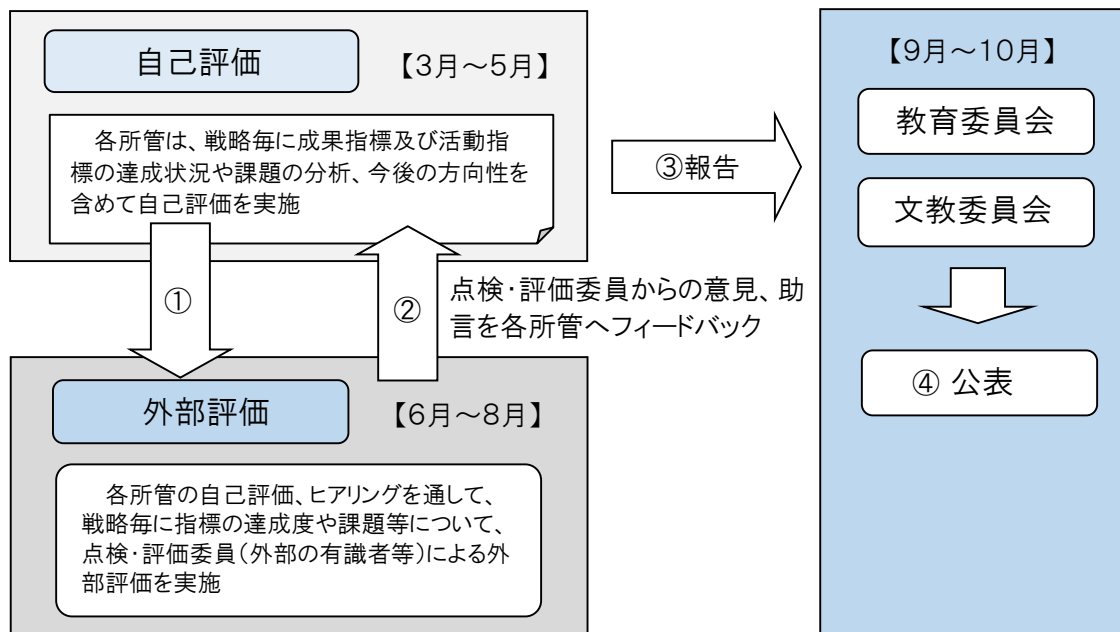 自己評価
【3月～5月】
各所管は、戦略毎に成果指標及び活動指
標の達成状況や課題の分析、今後の方向性を
含めて自己評価を実施
①
②
点検・評価委員からの意見、助
言を各所管へフィードバック
外部評価
【6月～8月】
各所管の自己評価、ヒアリングを通して、
戦略毎に指標の達成度や課題等について、
点検・評価委員（外部の有識者等）による外
部評価を実施
③報告
【9月～10月】
教育委員会
文教委員会
④ 公表